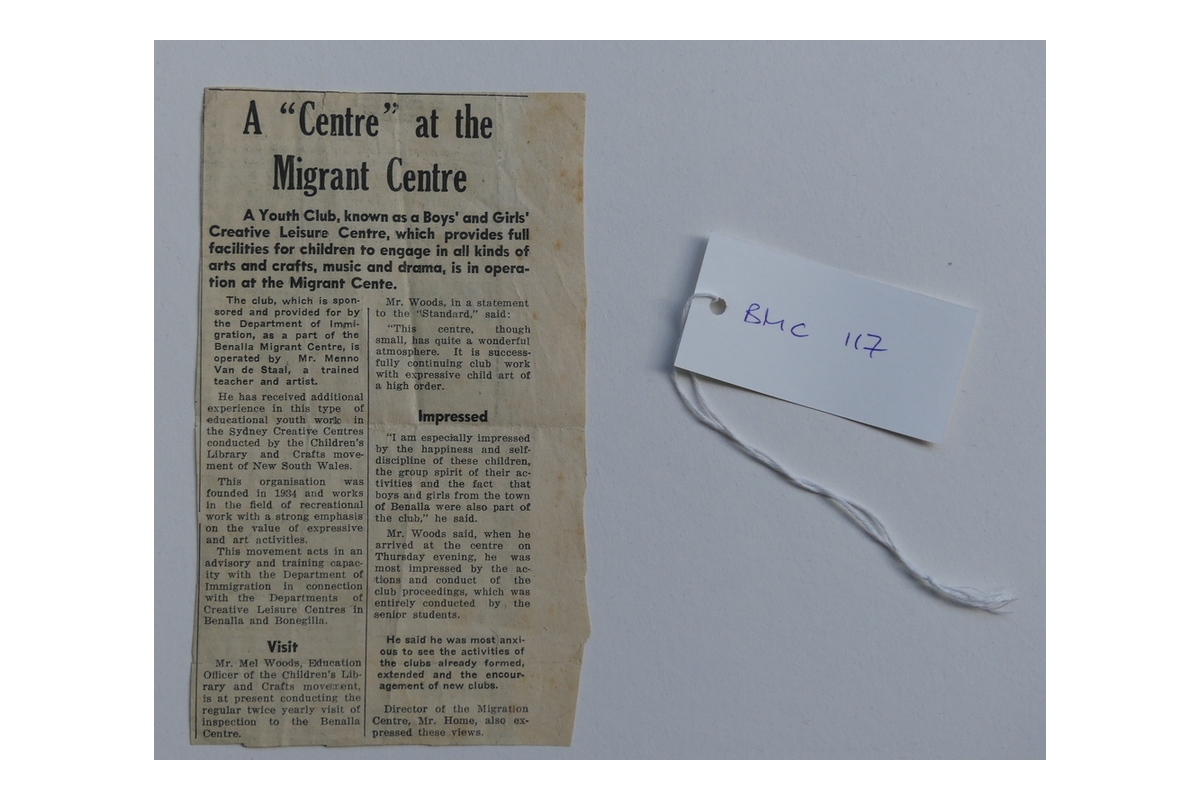 A “Centre” at the
Migrant Centre
A Youth Club, known as a Boys' and Girls'
Creative Leisure Centre, which provides full
facilities for children to engage in all kinds of
arts and crafts, music and drama, is in opera-
tion at the Migrant Cente.
The club, which is spon-
sored and provided for by
the Department of Immi-
gration, as a part of the
Benalla Migrant Centre, is
operated by Mr. Menno
Van de Staal, a trained
teacher and artist.
He has received additional
experience in this type of
educational youth work in
the Sydney Creative Centres
conducted by the Children's
Library and Crafts move-
ment of New South Wales.
This organisation was
founded in 1934 and works
in the field of recreational
work with a strong emphasis
on the value of expressive
and art activities.
This movement acts in an
advisory and training capac-
ity with the Department of
Immigration in connection
with the Departments of
Creative Leisure Centres in
Benalla and Bonegilla.
Visit
Mr. Mel Woods, Education
Officer of the Children's Lib-
rary and Crafts movement,
is at present conducting the
regular twice yearly visit of
inspection to the Benalla
Centre.
Mr. Woods, in a statement
to the “Standard,” said:
“This centre, though
small, has quite a wonderful
atmosphere. It is success-
fully continuing club work
with expressive child art of
a high order.
Impressed
“I am especially impressed
by the happiness and self-
discipline of these children,
the group spirit of their ac-
tivities and the fact that
boys and girls from the town
of Benalla were also part of
the club,” he said.
Mr. Woods said, when he
arrived at the centre on
Thursday evening, he was
most impressed by the ac-
tions and conduct of the
club proceedings, which was
entirely conducted by the
senior students.
He said he was most anxi-
ous to see the activities of
the clubs already formed,
extended and the encour-
agement of new clubs.
Director of the Migration
Centre, Mr. Home, also ex-
pressed these views.
BMC 117